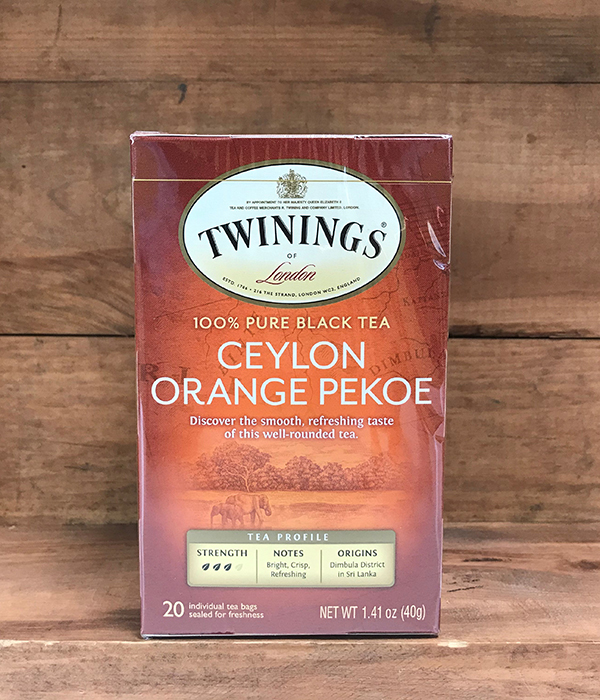 BY APPOINTMENT TO HER MAJESTY QUEEN ELIZABETH II
TEA AND COFFEE MERCHANTS R. TWINING AND COMPANY LIMITED, LONDON.
TWININGS®
OF
London
ESTD. 1706 • 216 THE STRAND, LONDON WC2, ENGLAND
100% PURE BLACK TEA
CEYLON
ORANGE PEKOE
DIMBULA
Discover the smooth, refreshing taste
of this well-rounded tea.
TEA PROFILE
STRENGTH NOTES ORIGINS
Bright, Crisp, Dimbula District
Refreshing in Sri Lanka
20 individual tea bags
sealed for freshness
NET WT 1.41 oz (40g)